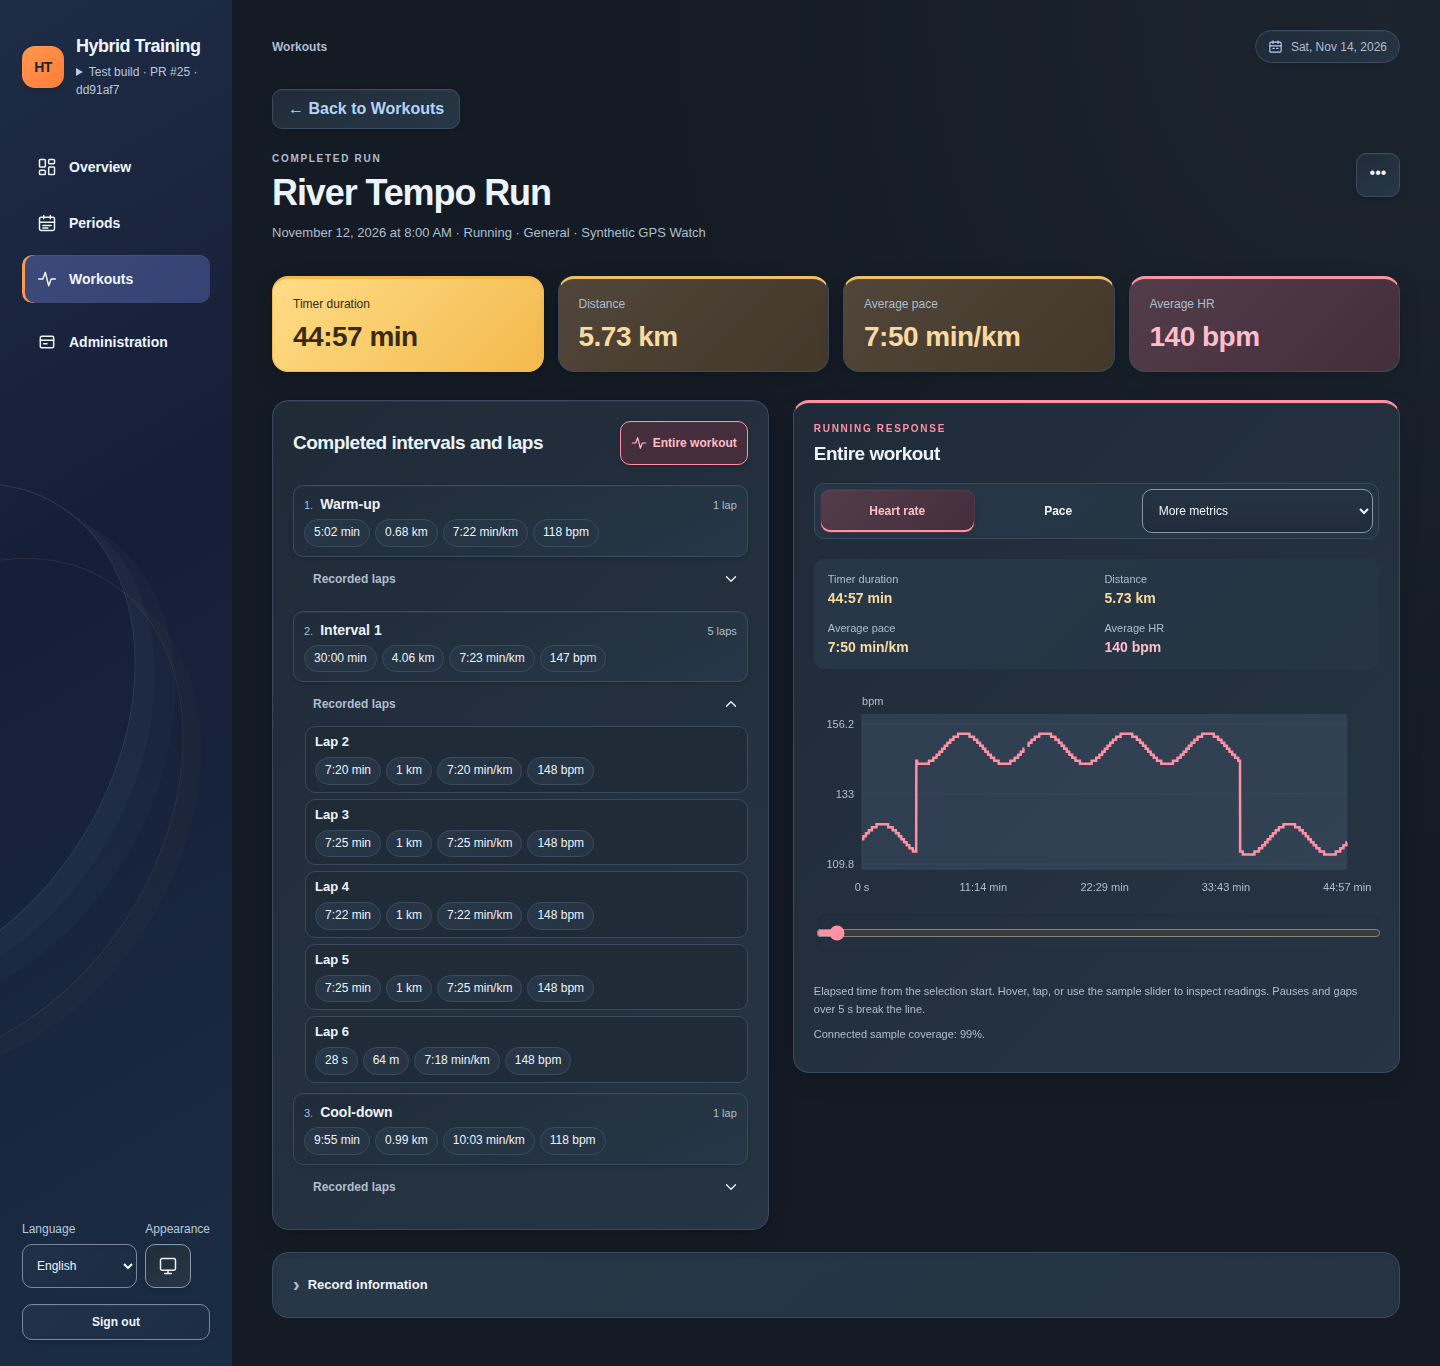 HT
Hybrid Training
Test build · PR #25 ·
dd91af7
Overview
Periods
Workouts
Administration
Language
Appearance
English
Sign out
Workouts
Sat, Nov 14, 2026
← Back to Workouts
COMPLETED RUN
River Tempo Run
•••
November 12, 2026 at 8:00 AM · Running · General · Synthetic GPS Watch
Timer duration
44:57 min
Distance
5.73 km
Average pace
7:50 min/km
Average HR
140 bpm
Completed intervals and laps
Entire workout
1. Warm-up
1 lap
5:02 min 0.68 km 7:22 min/km 118 bpm
Recorded laps
2. Interval 1
5 laps
30:00 min 4.06 km 7:23 min/km 147 bpm
Recorded laps
Lap 2
7:20 min 1 km 7:20 min/km 148 bpm
Lap 3
7:25 min 1 km 7:25 min/km 148 bpm
Lap 4
7:22 min 1 km 7:22 min/km 148 bpm
Lap 5
7:25 min 1 km 7:25 min/km 148 bpm
Lap 6
28 s 64 m 7:18 min/km 148 bpm
3. Cool-down
1 lap
9:55 min 0.99 km 10:03 min/km 118 bpm
Recorded laps
RUNNING RESPONSE
Entire workout
Heart rate
Pace
More metrics
Timer duration
44:57 min
Distance
5.73 km
Average pace
7:50 min/km
Average HR
140 bpm
bpm
156.2
133
109.8
0 s 11:14 min 22:29 min 33:43 min 44:57 min
Elapsed time from the selection start. Hover, tap, or use the sample slider to inspect readings. Pauses and gaps
over 5 s break the line.
Connected sample coverage: 99%.
› Record information